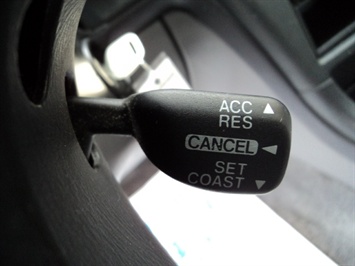 ACC ▲
RES
CANCEL ◄
SET
COAST ▼